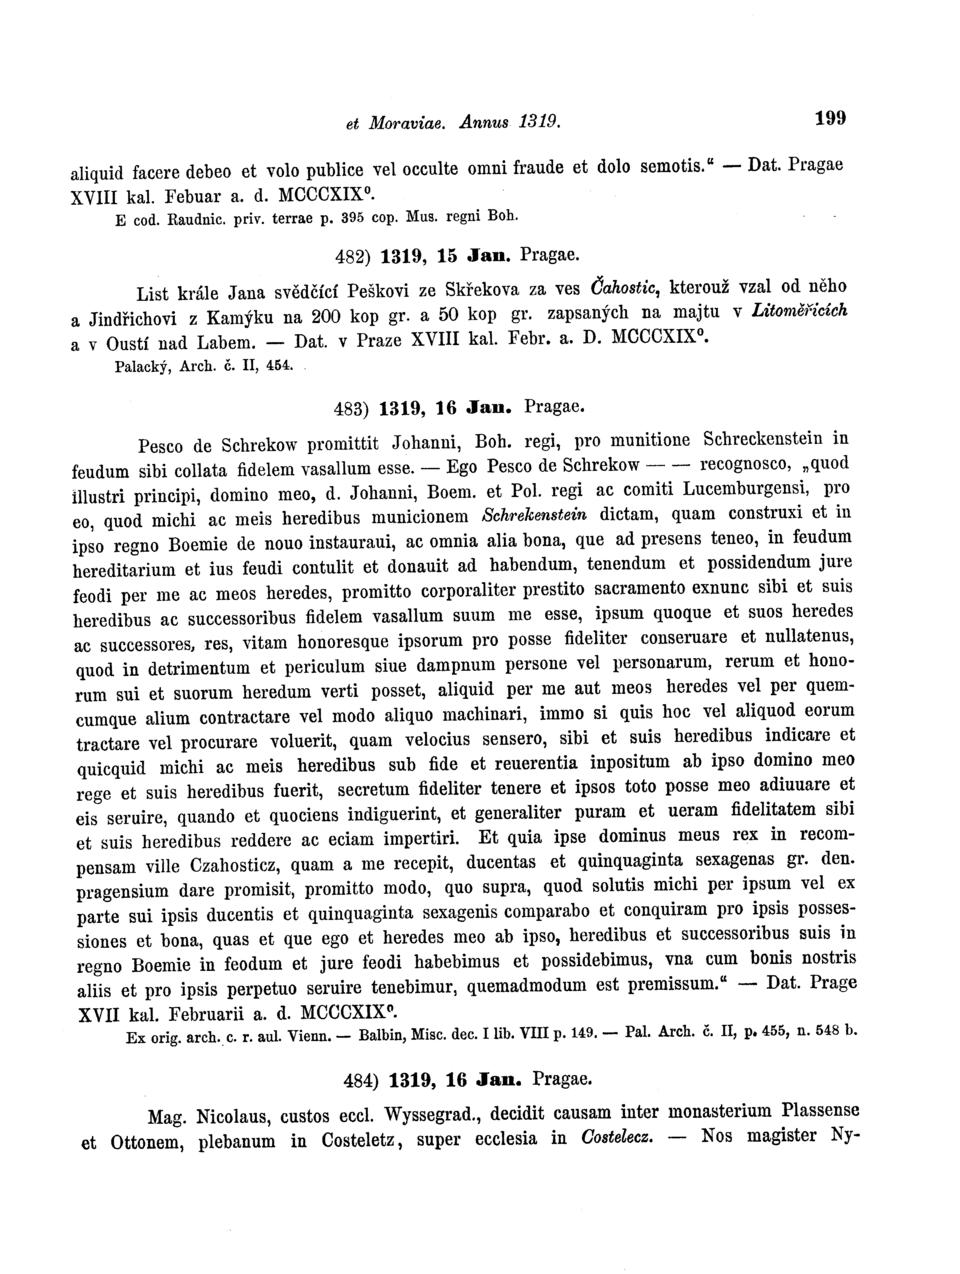 et Moraviae. Annus 1319. 199
aliquid facere debeo et volo publice vel occulte omni fraude et dolo semotis.“ — Dat. Pragae
XVIII kal. Febuar a. d. MCCCXIX⁰.
E cod. Raudnic. priv. terrae p. 395 cop. Mus. regni Boh.
482) 1319, 15 Jan. Pragae.
List krále Jana svědčící Peškovi ze Skřekova za ves Čahostic, kterouž vzal od něho
a Jindřichovi z Kamýku na 200 kop gr. a 50 kop gr. zapsaných na majtu v Litoměřicích
a v Oustí nad Labem. — Dat. v Praze XVIII kal. Febr. a. D. MCCCXIX⁰.
Palacký, Arch. č. II, 454.
483) 1319, 16 Jan. Pragae.
Pesco de Schrekow promittit Johanni, Boh. regi, pro munitione Schreckenstein in
feudum sibi collata fidelem vasallum esse. — Ego Pesco de Schrekow — — recognosco, „quod
illustri principi, domino meo, d. Johanni, Boem. et Pol. regi ac comiti Lucemburgensi, pro
eo, quod michi ac meis heredibus municionem Schrekenstein dictam, quam construxi et in
ipso regno Boemie de nouo instauraui, ac omnia alia bona, que ad presens teneo, in feudum
hereditarium et ius feudi contulit et donauit ad habendum, tenendum et possidendum jure
feodi per me ac meos heredes, promitto corporaliter prestito sacramento exnunc sibi et suis
heredibus ac successoribus fidelem vasallum suum me esse, ipsum quoque et suos heredes
ac successores, res, vitam honoresque ipsorum pro posse fideliter conseruare et nullatenus,
quod in detrimentum et periculum siue dampnum persone vel personarum, rerum et hono-
rum sui et suorum heredum verti posset, aliquid per me aut meos heredes vel per quem-
cumque alium contractare vel modo aliquo machinari, immo si quis hoc vel aliquod eorum
tractare vel procurare voluerit, quam velocius sensero, sibi et suis heredibus indicare et
quicquid michi ac meis heredibus sub fide et reuerentia inpositum ab ipso domino meo
rege et suis heredibus fuerit, secretum fideliter tenere et ipsos toto posse meo adiuuare et
eis seruire, quando et quociens indiguerint, et generaliter puram et ueram fidelitatem sibi
et suis heredibus reddere ac eciam impertiri. Et quia ipse dominus meus rex in recom-
pensam ville Czahosticz, quam a me recepit, ducentas et quinquaginta sexagenas gr. den.
pragensium dare promisit, promitto modo, quo supra, quod solutis michi per ipsum vel ex
parte sui ipsis ducentis et quinquaginta sexagenis comparabo et conquiram pro ipsis posses-
siones et bona, quas et que ego et heredes meo ab ipso, heredibus et successoribus suis in
regno Boemie in feodum et jure feodi habebimus et possidebimus, vna cum bonis nostris
aliis et pro ipsis perpetuo seruire tenebimur, quemadmodum est premissum.“ — Dat. Prage
XVII kal. Februarii a. d. MCCCXIX⁰.
Ex orig. arch. c. r. aul. Vienn. — Balbin, Misc. dec. I lib. VIII p. 149. — Pal. Arch. č. II, p. 455, n. 548 b.
484) 1319, 16 Jan. Pragae.
Mag. Nicolaus, custos eccl. Wyssegrad., decidit causam inter monasterium Plassense
et Ottonem, plebanum in Costeletz, super ecclesia in Costelecz. — Nos magister Ny-